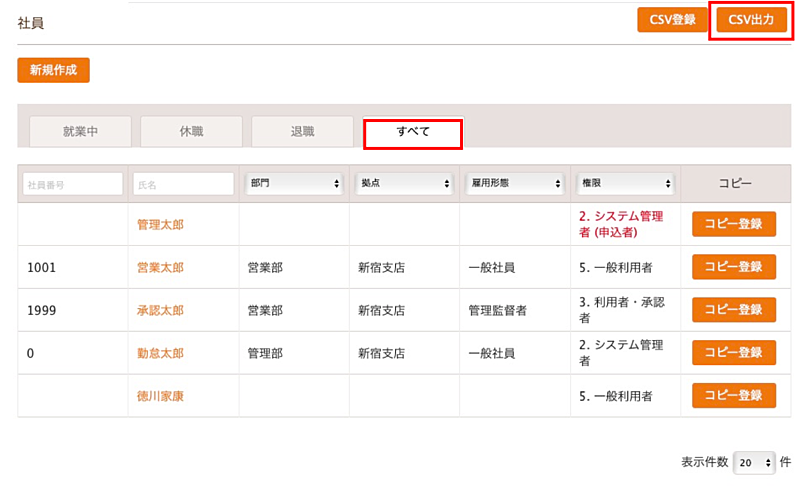 社員
CSV登録
CSV出力
新規作成
就業中
休職
退職
すべて
社員番号
氏名
部門
拠点
雇用形態
権限
コピー
管理太郎
2. システム管理
者 (申込者)
コピー登録
1001
営業太郎
営業部
新宿支店
一般社員
5. 一般利用者
コピー登録
1999
承認太郎
営業部
新宿支店
管理監督者
3. 利用者・承認
者
コピー登録
0
勤怠太郎
管理部
新宿支店
一般社員
2. システム管理
者
コピー登録
徳川家康
5. 一般利用者
コピー登録
表示件数 20 件